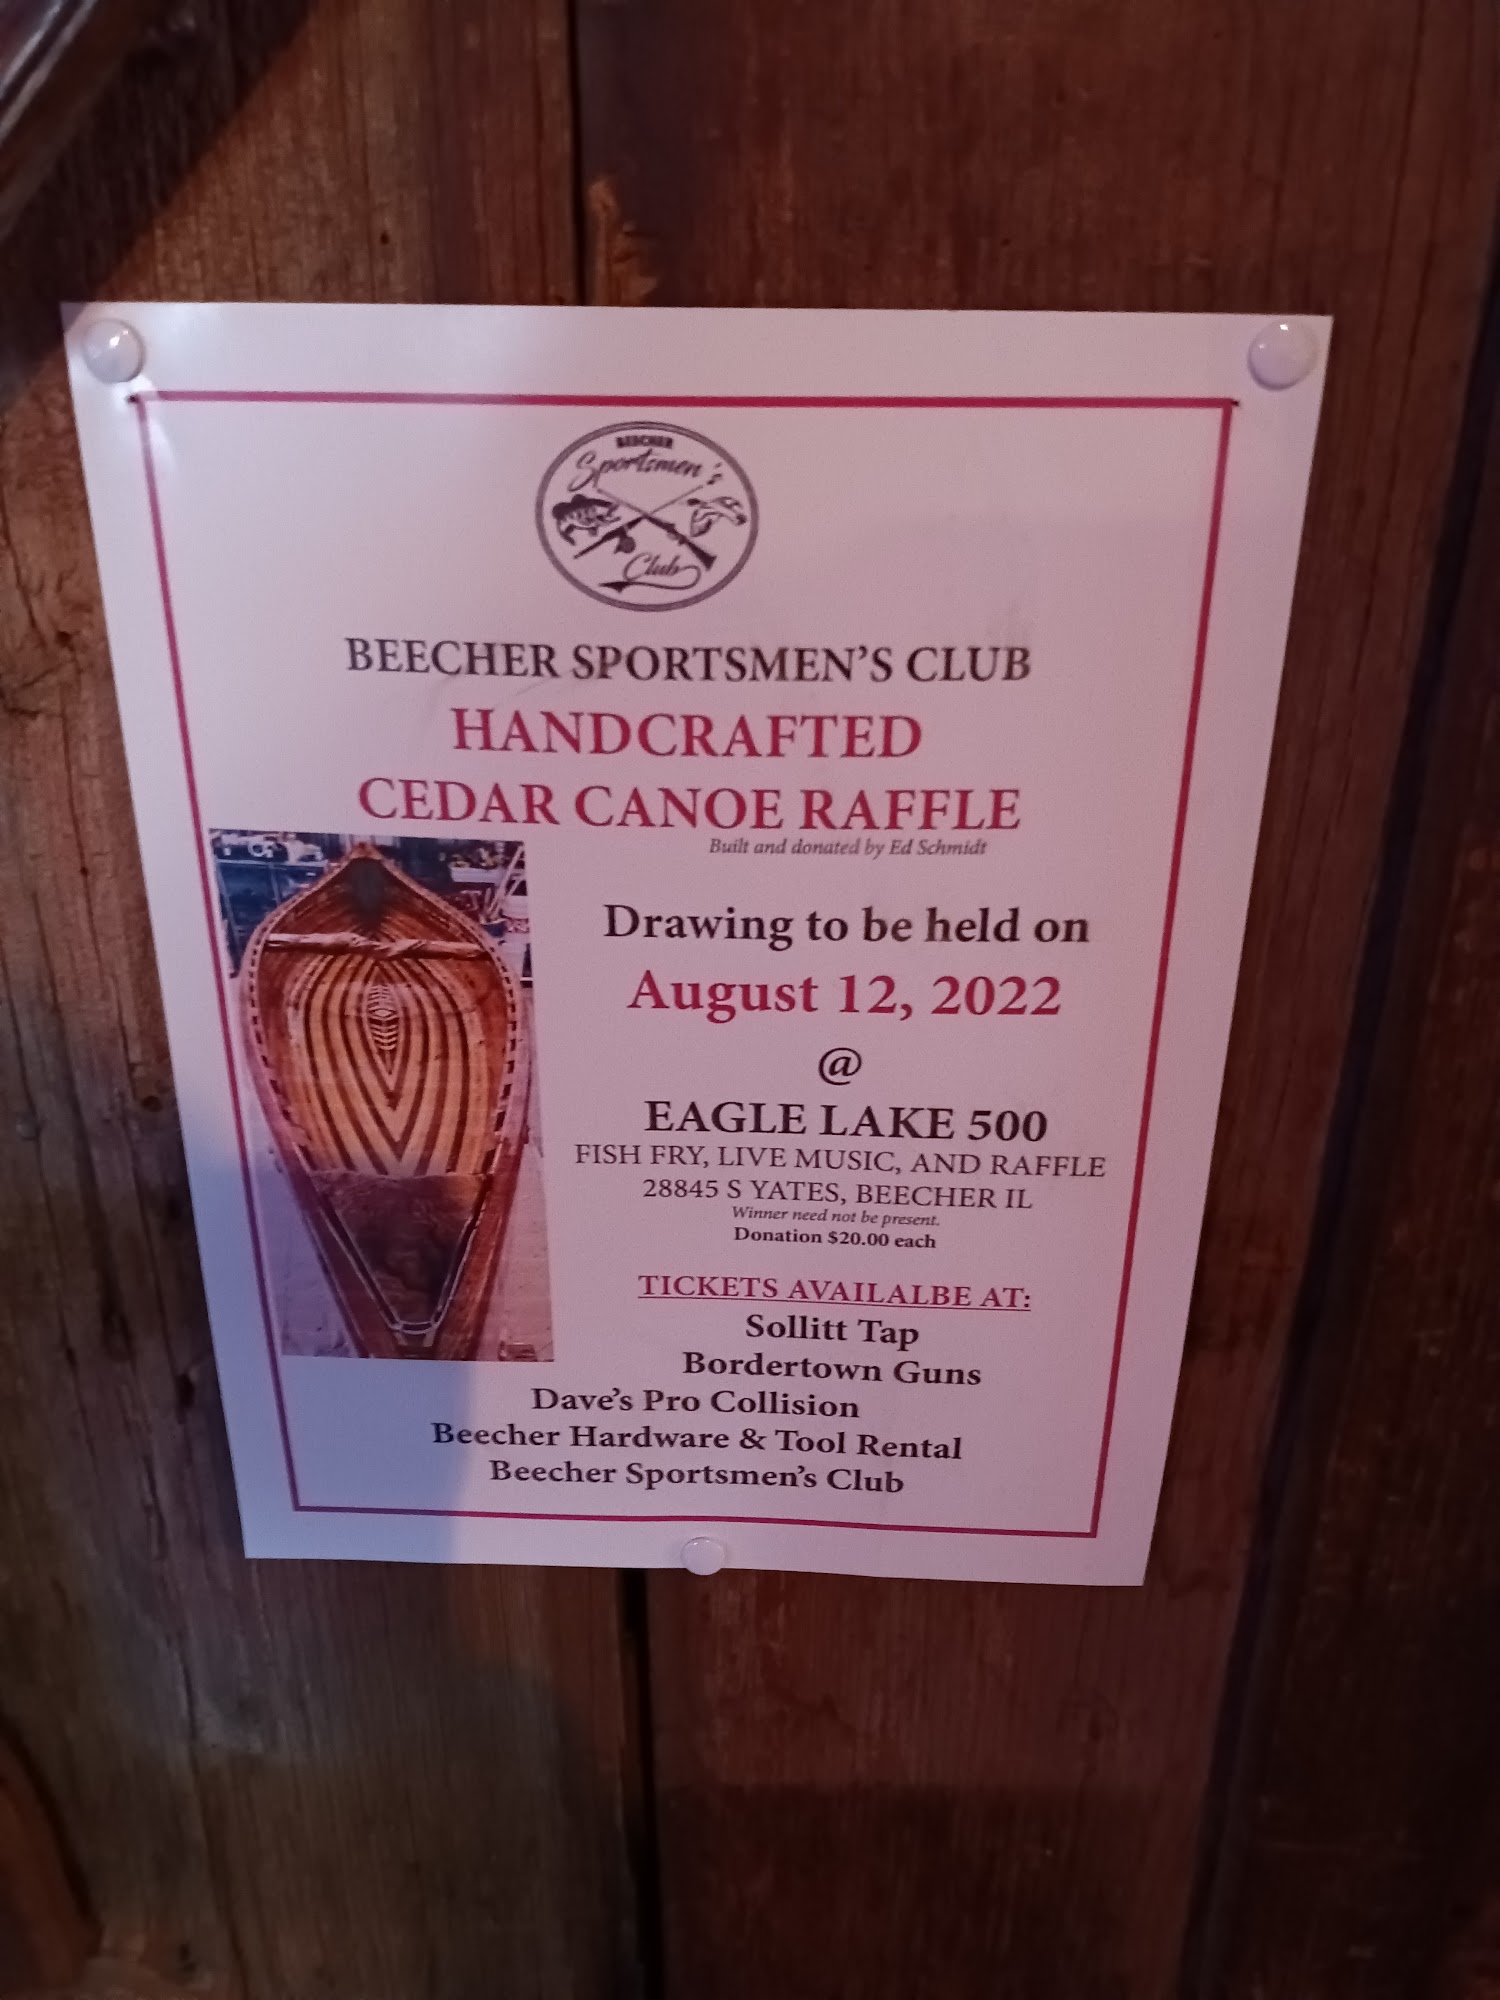 BEECHER
Sportsmen's
Club
BEECHER SPORTSMEN'S CLUB
HANDCRAFTED
CEDAR CANOE RAFFLE
Built and donated by Ed Schmidt
Drawing to be held on
August 12, 2022
@
EAGLE LAKE 500
FISH FRY, LIVE MUSIC, AND RAFFLE
28845 S YATES, BEECHER IL
Winner need not be present.
Donation $20.00 each
TICKETS AVAILALBE AT:
Sollitt Tap
Bordertown Guns
Dave's Pro Collision
Beecher Hardware & Tool Rental
Beecher Sportsmen's Club